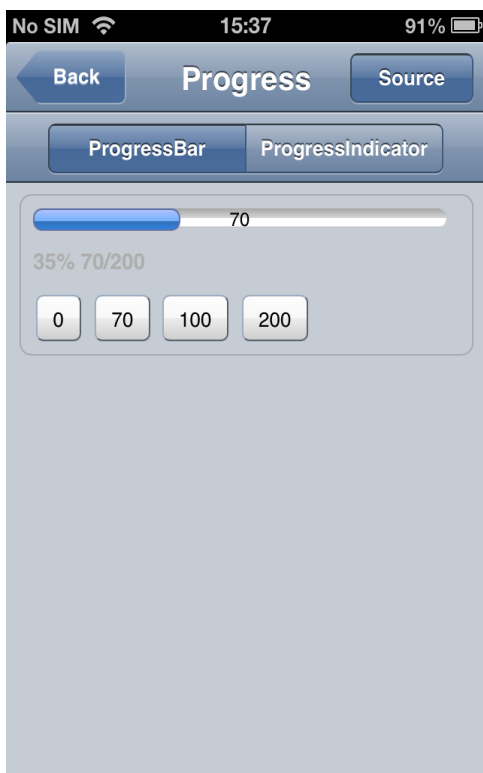 No SIM 15:37 91%
Back Progress Source
ProgressBar ProgressIndicator
70
35% 70/200
0 70 100 200